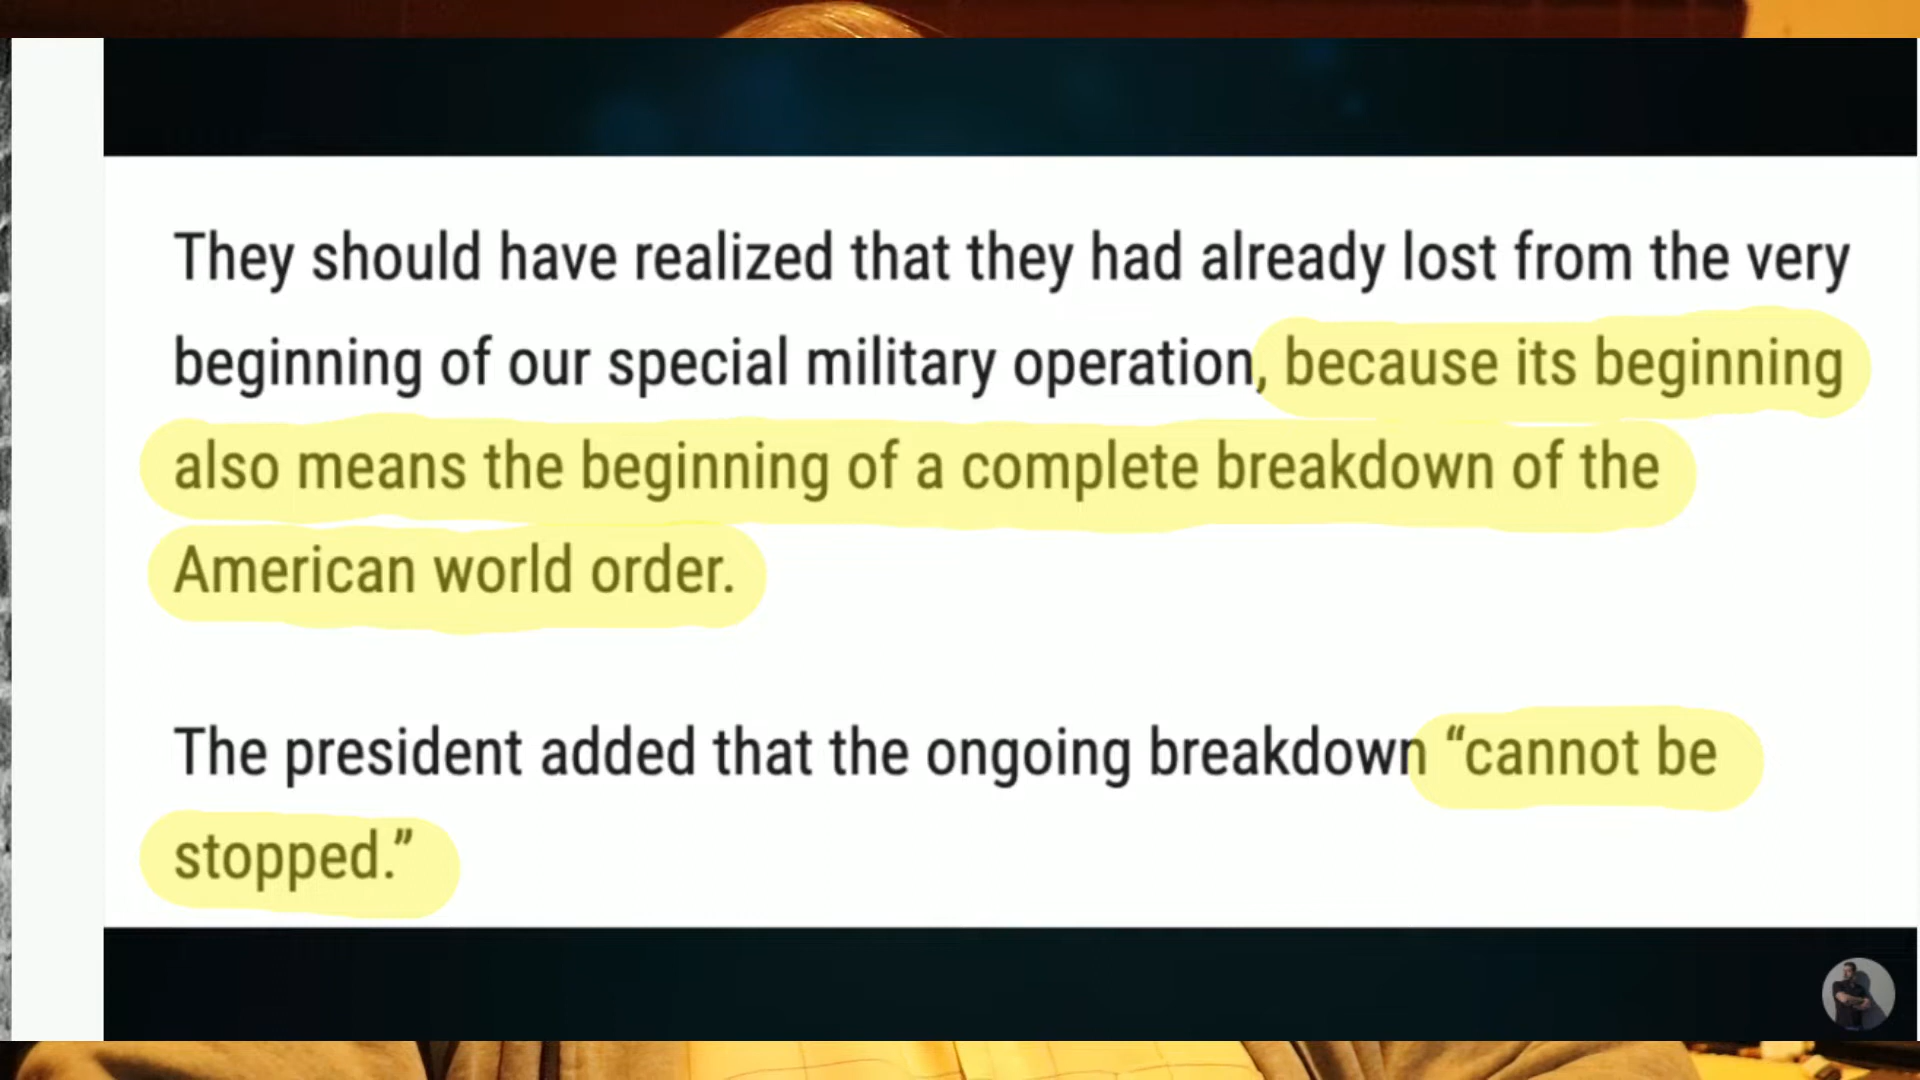 They should have realized that they had already lost from the very
beginning of our special military operation, because its beginning
also means the beginning of a complete breakdown of the
American world order.
The president added that the ongoing breakdown “cannot be
stopped.”